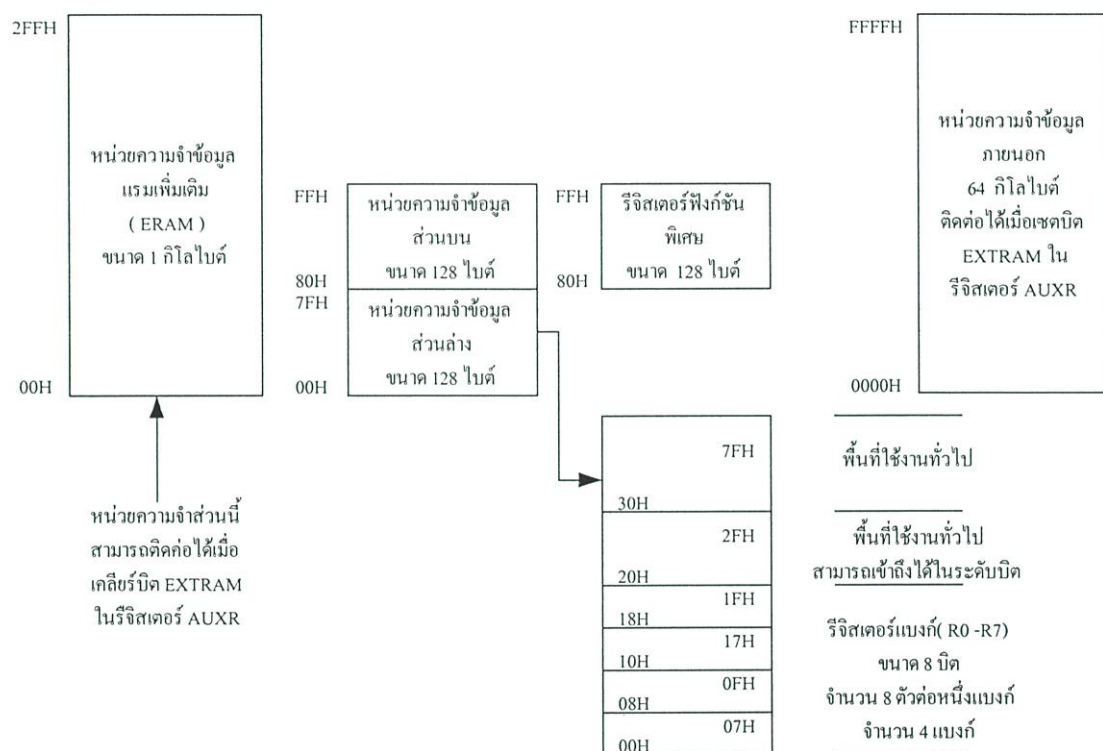 2FFH
หน่วยความจำข้อมูล
แรมเพิ่มเติม
( ERAM )
ขนาด 1 กิโลไบต์
00H
หน่วยความจำส่วนนี้
สามารถติดค่อได้เมื่อ
เคลียร์บิต EXTRAM
ในรีจิสเตอร์ AUXR
FFH
หน่วยความจำข้อมูล
ส่วนบน
ขนาด 128 ไบต์
80H
7FH
หน่วยความจำข้อมูล
ส่วนล่าง
ขนาด 128 ไบต์
00H
FFH
รีจิสเตอร์ฟังก์ชัน
พิเศษ
ขนาด 128 ไบต์
80H
FFFFH
หน่วยความจำข้อมูล
ภายนอก
64 กิโลไบต์
ติดต่อได้เมื่อเซตบิต
EXTRAM ใน
รีจิสเตอร์ AUXR
0000H
7FH
30H
พื้นที่ใช้งานทั่วไป
2FH
20H
พื้นที่ใช้งานทั่วไป
สามารถเข้าถึงได้ในระดับบิต
1FH
18H
17H
10H
0FH
08H
07H
00H
รีจิสเตอร์แบงก์( R0 -R7)
ขนาด 8 บิต
จำนวน 8 ตัวต่อหนึ่งแบงก์
จำนวน 4 แบงก์